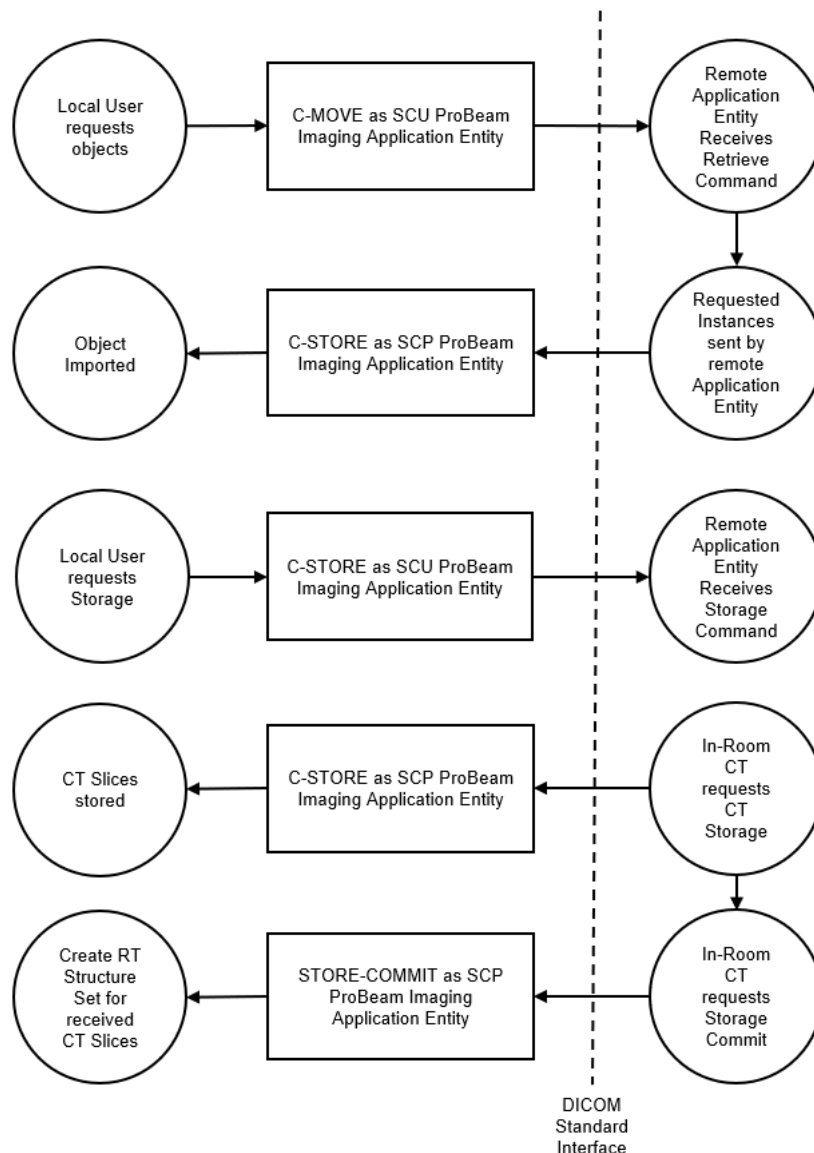 Local User
requests
objects
C-MOVE as SCU ProBeam
Imaging Application Entity
Remote
Application
Entity
Receives
Retrieve
Command
Object
Imported
C-STORE as SCP ProBeam
Imaging Application Entity
Requested
Instances
sent by
remote
Application
Entity
Local User
requests
Storage
C-STORE as SCU ProBeam
Imaging Application Entity
Remote
Application
Entity
Receives
Storage
Command
CT Slices
stored
C-STORE as SCP ProBeam
Imaging Application Entity
In-Room
CT
requests
CT
Storage
Create RT
Structure
Set for
received
CT Slices
STORE-COMMIT as SCP
ProBeam Imaging
Application Entity
In-Room
CT
requests
Storage
Commit
DICOM
Standard
Interface